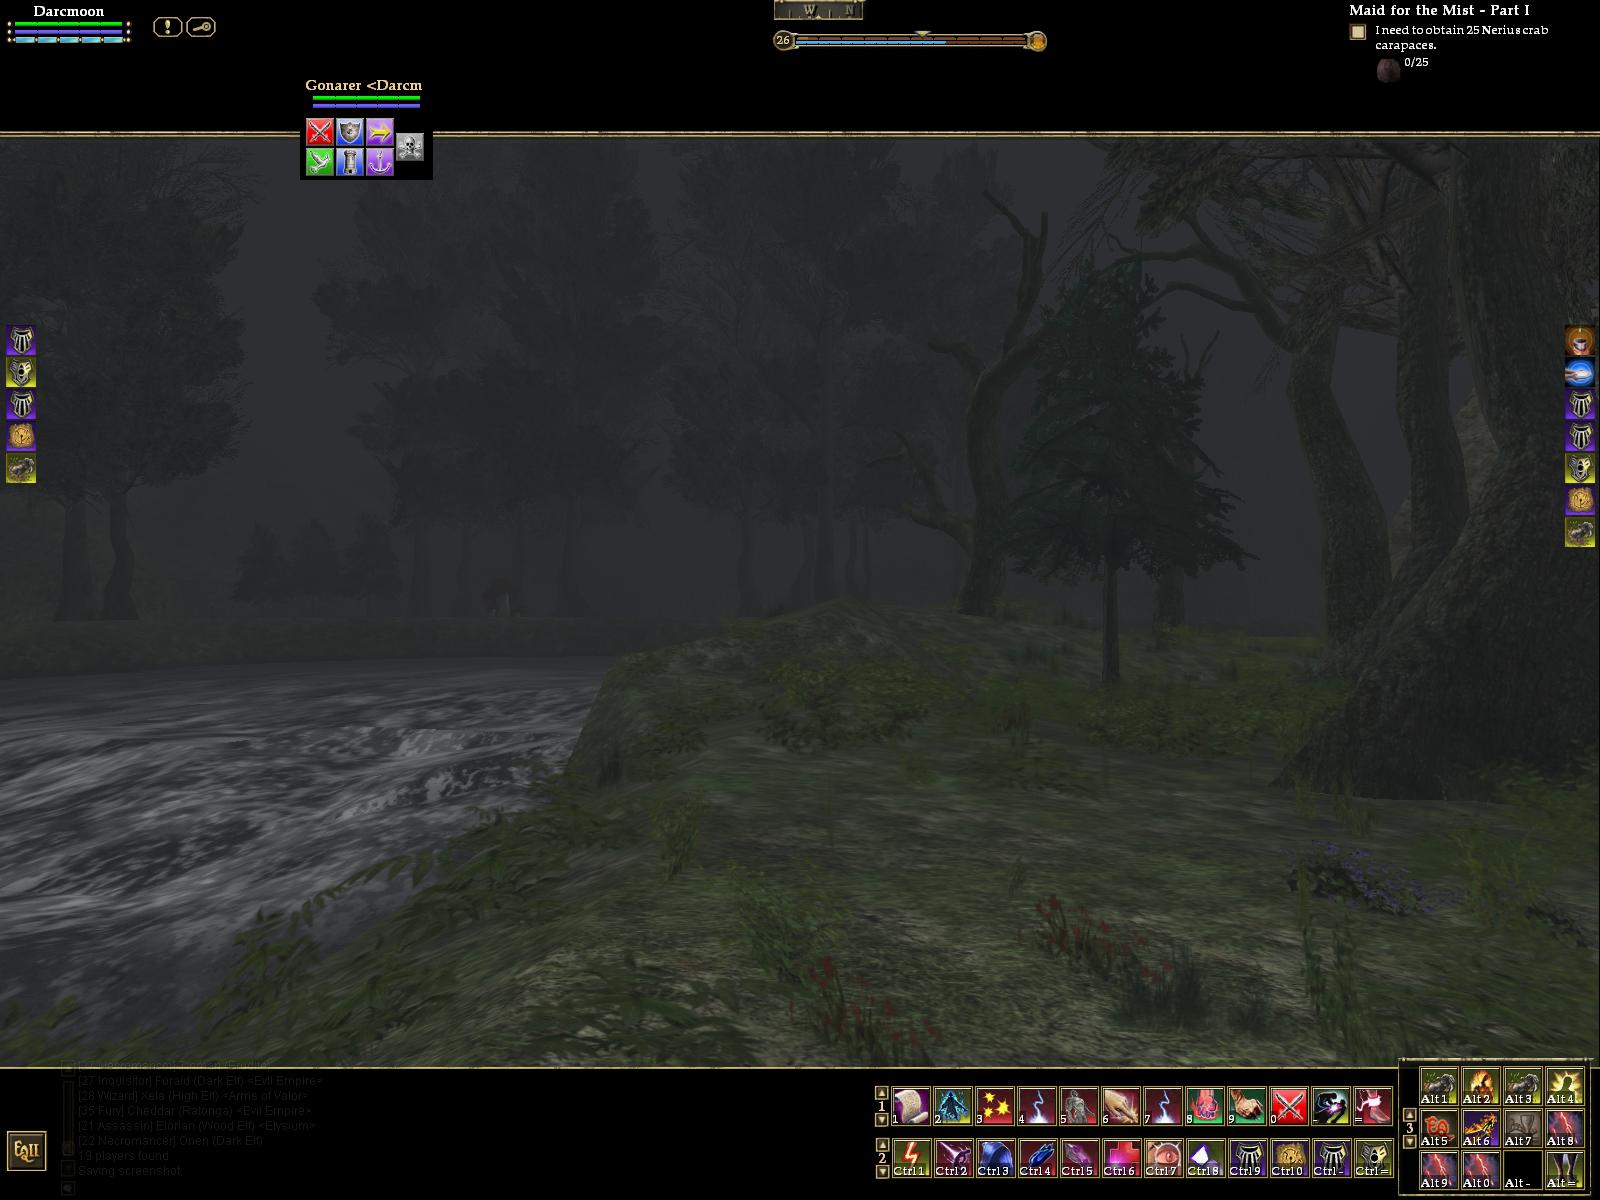 Darcmoon
W N
26
Maid for the Mist - Part I
I need to obtain 25 Nerius crab
carapaces.
0/25
Gonarer <Darcm
[27 Inquisitor] Foraid (Dark Elf) <Evil Empire>
[28 Wizard] Xela (High Elf) <Arms of Valor>
[35 Fury] Cheddar (Ratonga) <Evil Empire>
[21 Assassin] Elorian (Wood Elf) <Elysium>
[22 Necromancer] Onen (Dark Elf)
19 players found
Saving screenshot.
EQII
1
1 2 3 4 5 6 7 8 9 0 - =
2
Ctrl1 Ctrl2 Ctrl3 Ctrl4 Ctrl5 Ctrl6 Ctrl7 Ctrl8 Ctrl9 Ctrl0 Ctrl- Ctrl=
3
Alt1 Alt2 Alt3 Alt4
Alt5 Alt6 Alt7 Alt8
Alt9 Alt0 Alt- Alt=